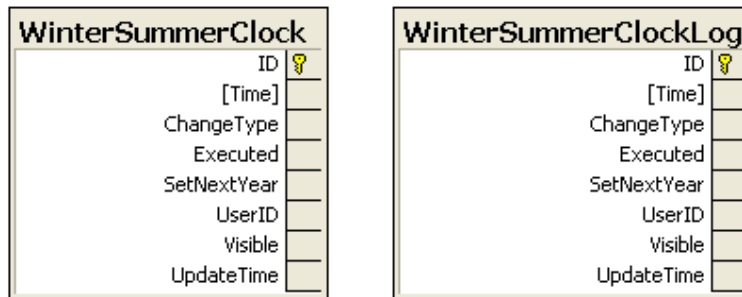 WinterSummerClock
ID
[Time]
ChangeType
Executed
SetNextYear
UserID
Visible
UpdateTime
WinterSummerClockLog
ID
[Time]
ChangeType
Executed
SetNextYear
UserID
Visible
UpdateTime